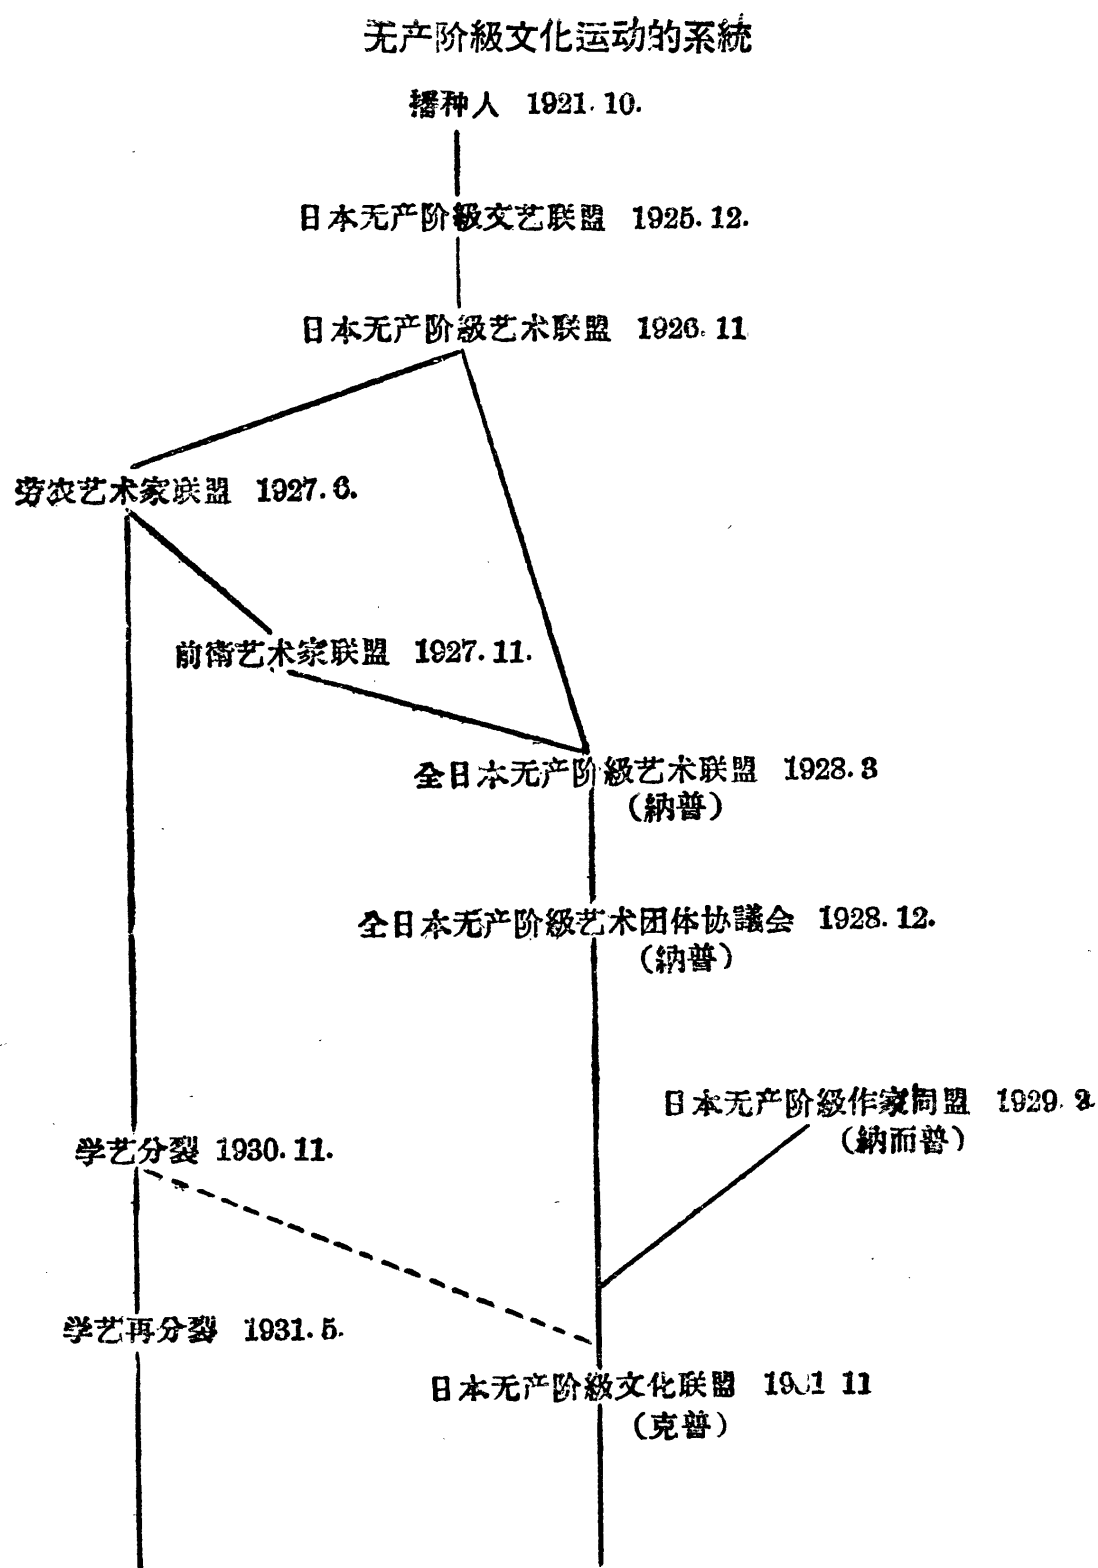 无产阶級文化运动的系統
播种人 1921.10.
日本无产阶級文艺联盟 1925.12.
日本无产阶級艺术联盟 1926.11
劳农艺术家联盟 1927.6.
前衛艺术家联盟 1927.11.
全日本无产阶級艺术联盟 1928.3
(納普)
全日本无产阶級艺术团体协議会 1928.12.
(納普)
日本无产阶級作家同盟 1929.2.
(納而普)
学艺分裂 1930.11.
学艺再分裂 1931.5.
日本无产阶級文化联盟 1931 11
(克普)